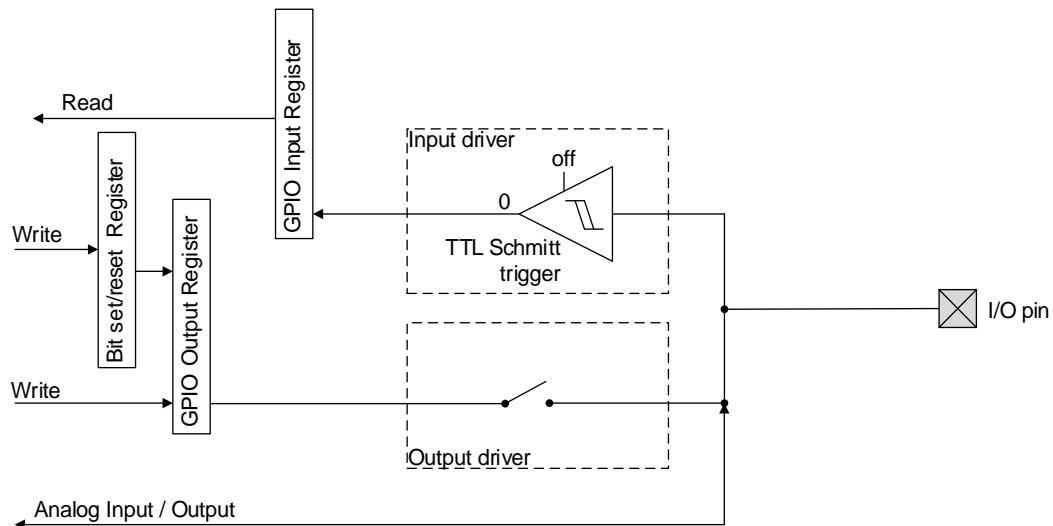 Read
GPIO Input Register
Input driver
off
0
TTL Schmitt
trigger
Write
Bit set/reset Register
GPIO Output Register
I/O pin
Write
Output driver
Analog Input / Output